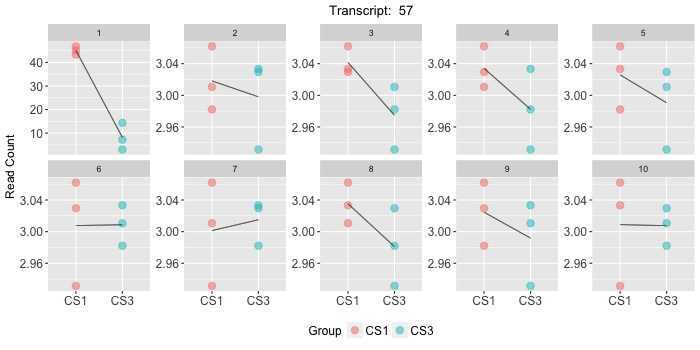 Transcript: 57
1 2 3 4 5
40 3.04 3.04 3.04 3.04
30
20 3.00 3.00 3.00 3.00
10 2.96 2.96 2.96 2.96
Read Count
6 7 8 9 10
3.04 3.04 3.04 3.04 3.04
3.00 3.00 3.00 3.00 3.00
2.96 2.96 2.96 2.96 2.96
CS1 CS3 CS1 CS3 CS1 CS3 CS1 CS3 CS1 CS3
Group CS1 CS3